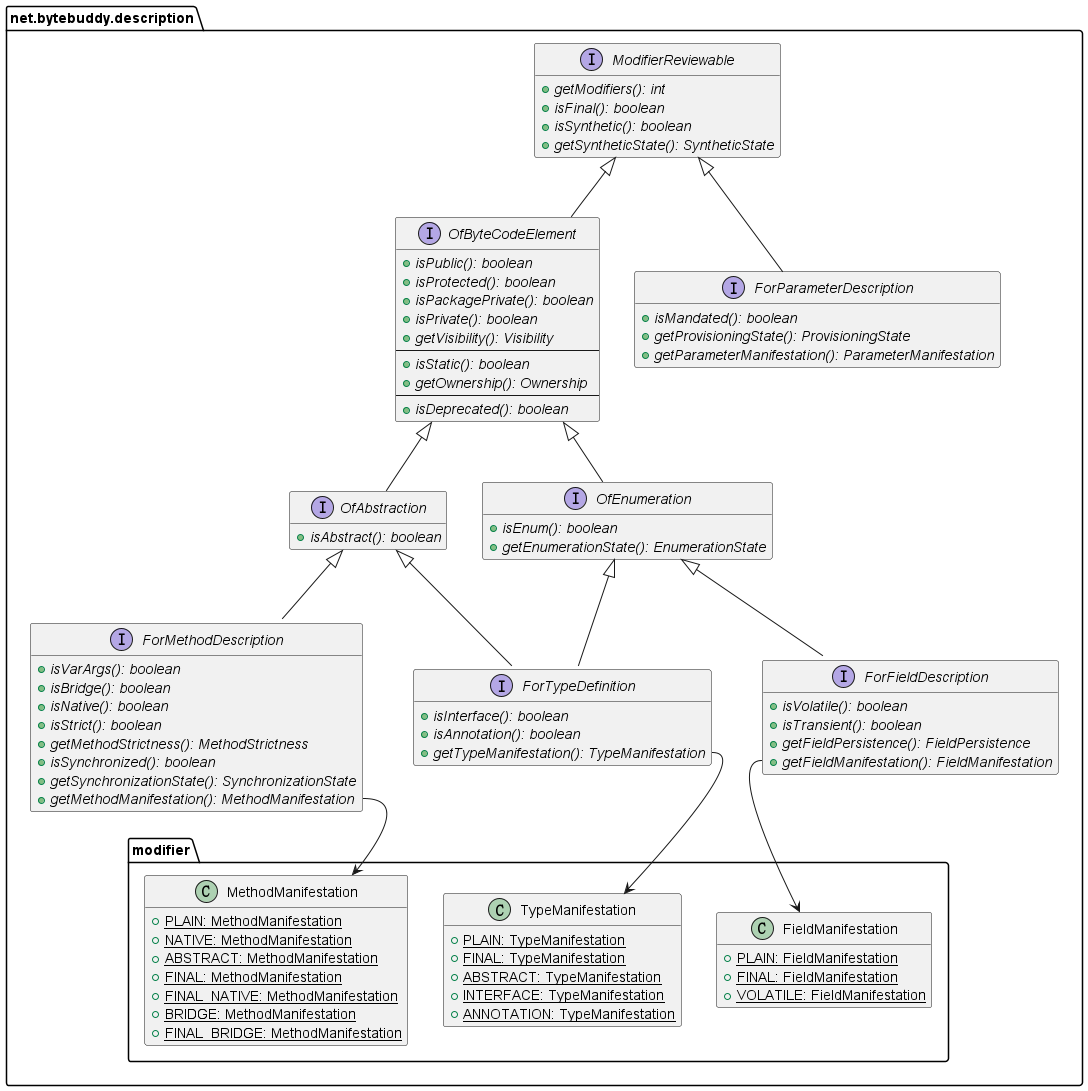 net.bytebuddy.description
I ModifierReviewable
getModifiers(): int
isFinal(): boolean
isSynthetic(): boolean
getSyntheticState(): SyntheticState
I OfByteCodeElement
isPublic(): boolean
isProtected(): boolean
isPackagePrivate(): boolean
isPrivate(): boolean
getVisibility(): Visibility
isStatic(): boolean
getOwnership(): Ownership
isDeprecated(): boolean
I ForParameterDescription
isMandated(): boolean
getProvisioningState(): ProvisioningState
getParameterManifestation(): ParameterManifestation
I OfAbstraction
isAbstract(): boolean
I OfEnumeration
isEnum(): boolean
getEnumerationState(): EnumerationState
I ForMethodDescription
isVarArgs(): boolean
isBridge(): boolean
isNative(): boolean
isStrict(): boolean
getMethodStrictness(): MethodStrictness
isSynchronized(): boolean
getSynchronizationState(): SynchronizationState
getMethodManifestation(): MethodManifestation
I ForTypeDefinition
isInterface(): boolean
isAnnotation(): boolean
getTypeManifestation(): TypeManifestation
I ForFieldDescription
isVolatile(): boolean
isTransient(): boolean
getFieldPersistence(): FieldPersistence
getFieldManifestation(): FieldManifestation
modifier
C MethodManifestation
PLAIN: MethodManifestation
NATIVE: MethodManifestation
ABSTRACT: MethodManifestation
FINAL: MethodManifestation
FINAL_NATIVE: MethodManifestation
BRIDGE: MethodManifestation
FINAL_BRIDGE: MethodManifestation
C TypeManifestation
PLAIN: TypeManifestation
FINAL: TypeManifestation
ABSTRACT: TypeManifestation
INTERFACE: TypeManifestation
ANNOTATION: TypeManifestation
C FieldManifestation
PLAIN: FieldManifestation
FINAL: FieldManifestation
VOLATILE: FieldManifestation